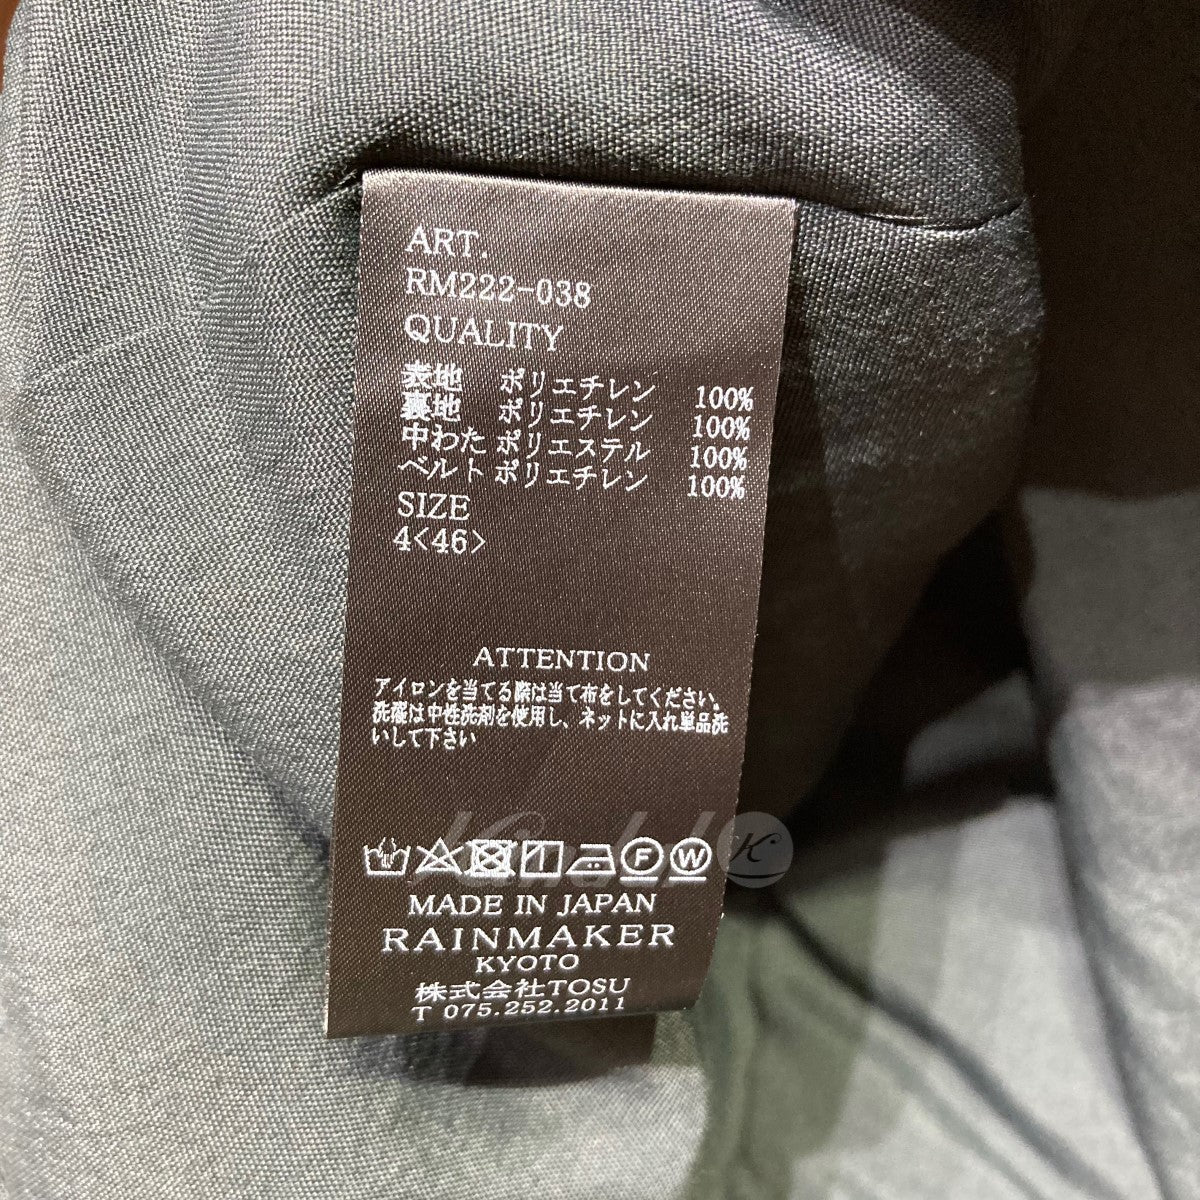 ART.
RM222-038
QUALITY
表地 ポリエチレン 100%
裏地 ポリエチレン 100%
中わた ポリエステル 100%
ベルト ポリエチレン 100%
SIZE
4<46>
ATTENTION
アイロンを当てる際は当て布をしてください。
洗濯は中性洗剤を使用し、ネットに入れ単品洗
いして下さい
F W
MADE IN JAPAN
RAINMAKER
KYOTO
株式会社TOSU
T 075.252.2011